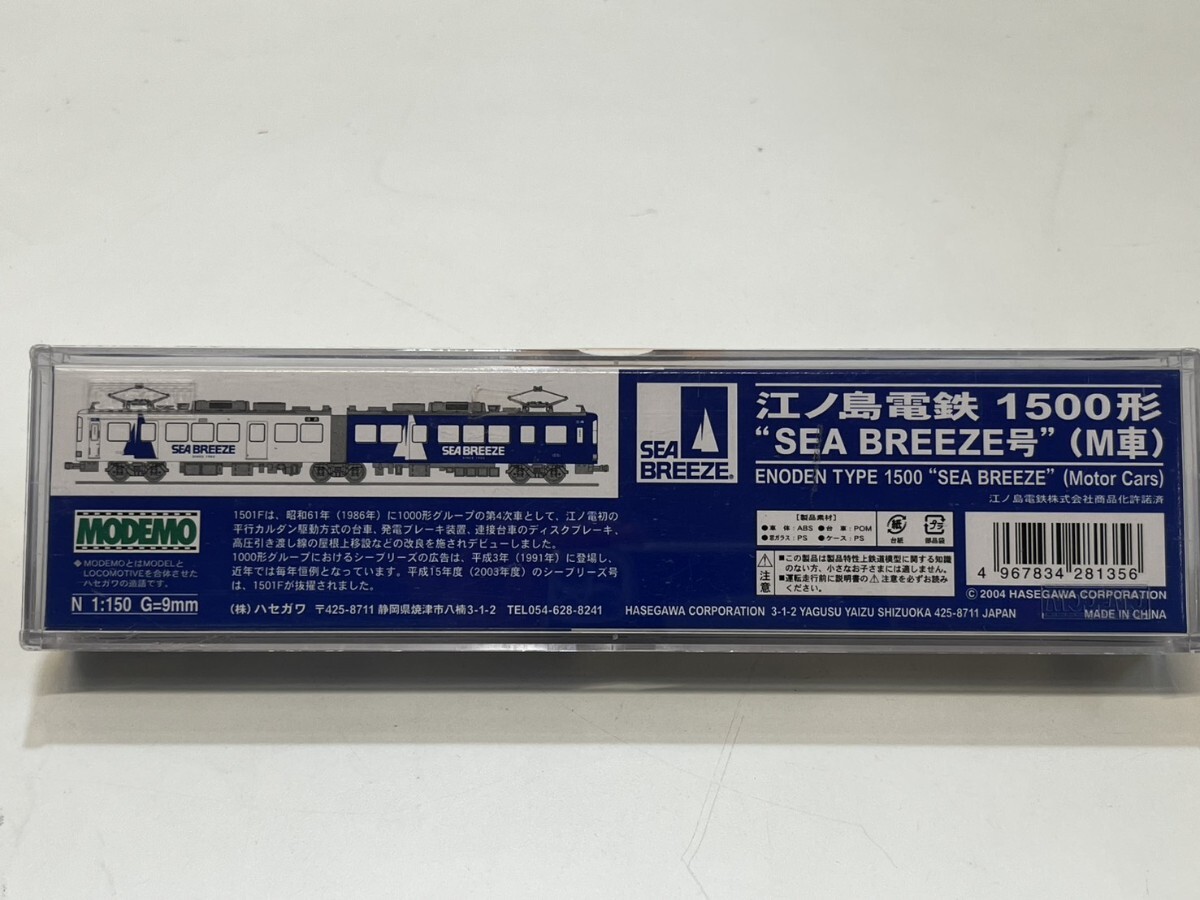 SEA BREEZE
SINCE 1902
SEA BREEZE
MODEMO
◆MODEMOとはMODELと
LOCOMOTIVEを合体させた
ハセガワの造語です。
N 1:150 G=9mm
1501Fは、昭和61年（1986年）に1000形グループの第4次車として、江ノ電初の
平行カルダン駆動方式の台車、発電ブレーキ装置、連接台車のディスクブレーキ、
高圧引き渡し線の屋根上移設などの改良を施されデビューしました。
1000形グループにおけるシーブリーズの広告は、平成3年（1991年）に登場し、
近年では毎年恒例となっています。平成15年度（2003年度）のシーブリーズ号
は、1501Fが抜擢されました。
(株) ハセガワ 〒425-8711 静岡県焼津市八楠3-1-2 TEL054-628-8241
SEA
BREEZE®
江ノ島電鉄 1500形
“SEA BREEZE号”（M車）
ENODEN TYPE 1500 “SEA BREEZE” (Motor Cars)
江ノ島電鉄株式会社商品化許諾済
【製品素材】
●車 体：ABS ●台 車：POM
●窓ガラス：PS ●ケース：PS
紙
台紙
プラ
部品袋
注意
■この製品は製品特性上鉄道模型に関する知識
のない方、小さなお子さまには適しません。
■運転走行前に説明書の⚠注意を必ずお読み
ください。
4 967834 281356
© 2004 HASEGAWA CORPORATION
MADE IN CHINA
HASEGAWA CORPORATION 3-1-2 YAGUSU YAIZU SHIZUOKA 425-8711 JAPAN